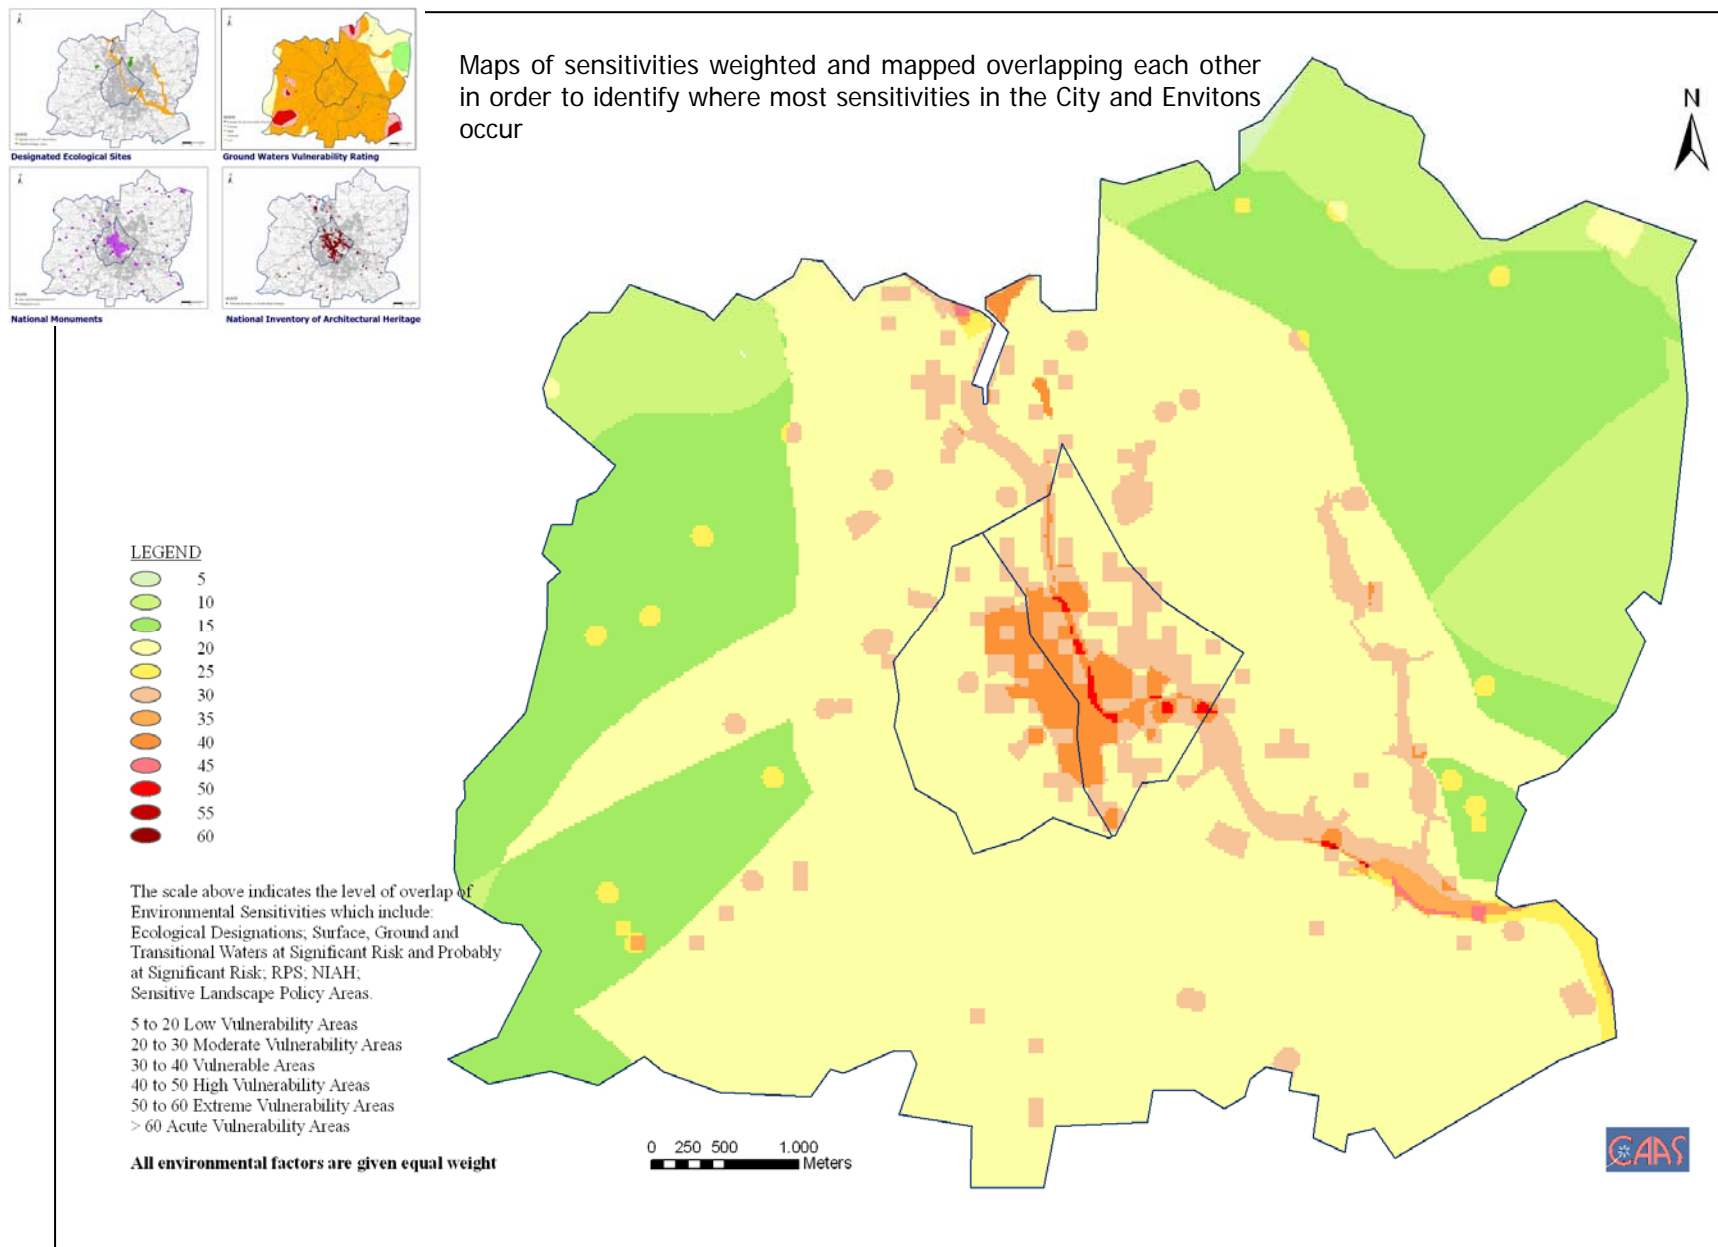 Designated Ecological Sites
Ground Waters Vulnerability Rating
National Monuments
National Inventory of Architectural Heritage
Maps of sensitivities weighted and mapped overlapping each other
in order to identify where most sensitivities in the City and Envitons
occur
N
LEGEND
5
10
15
20
25
30
35
40
45
50
55
60
The scale above indicates the level of overlap of
Environmental Sensitivities which include:
Ecological Designations; Surface, Ground and
Transitional Waters at Significant Risk and Probably
at Significant Risk; RPS; NIAH;
Sensitive Landscape Policy Areas.
5 to 20 Low Vulnerability Areas
20 to 30 Moderate Vulnerability Areas
30 to 40 Vulnerable Areas
40 to 50 High Vulnerability Areas
50 to 60 Extreme Vulnerability Areas
> 60 Acute Vulnerability Areas
All environmental factors are given equal weight
0 250 500 1.000
Meters
CAAS